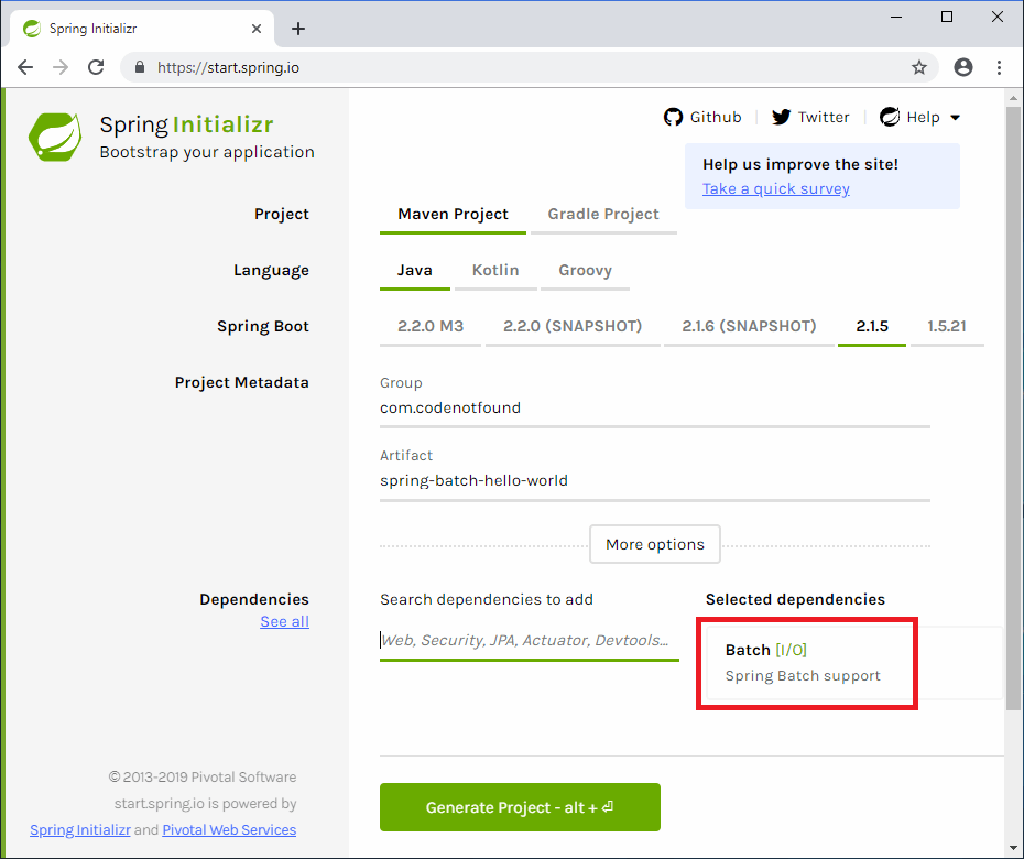 Spring Initializr
https://start.spring.io
Spring Initializr
Bootstrap your application
Github
Twitter
Help
Help us improve the site!
Take a quick survey
Project
Maven Project
Gradle Project
Language
Java
Kotlin
Groovy
Spring Boot
2.2.0 M3
2.2.0 (SNAPSHOT)
2.1.6 (SNAPSHOT)
2.1.5
1.5.21
Project Metadata
Group
com.codenotfound
Artifact
spring-batch-hello-world
More options
Dependencies
See all
Search dependencies to add
Web, Security, JPA, Actuator, Devtools...
Selected dependencies
Batch [I/O]
Spring Batch support
© 2013-2019 Pivotal Software
start.spring.io is powered by
Spring Initializr and Pivotal Web Services
Generate Project - alt + ⏎